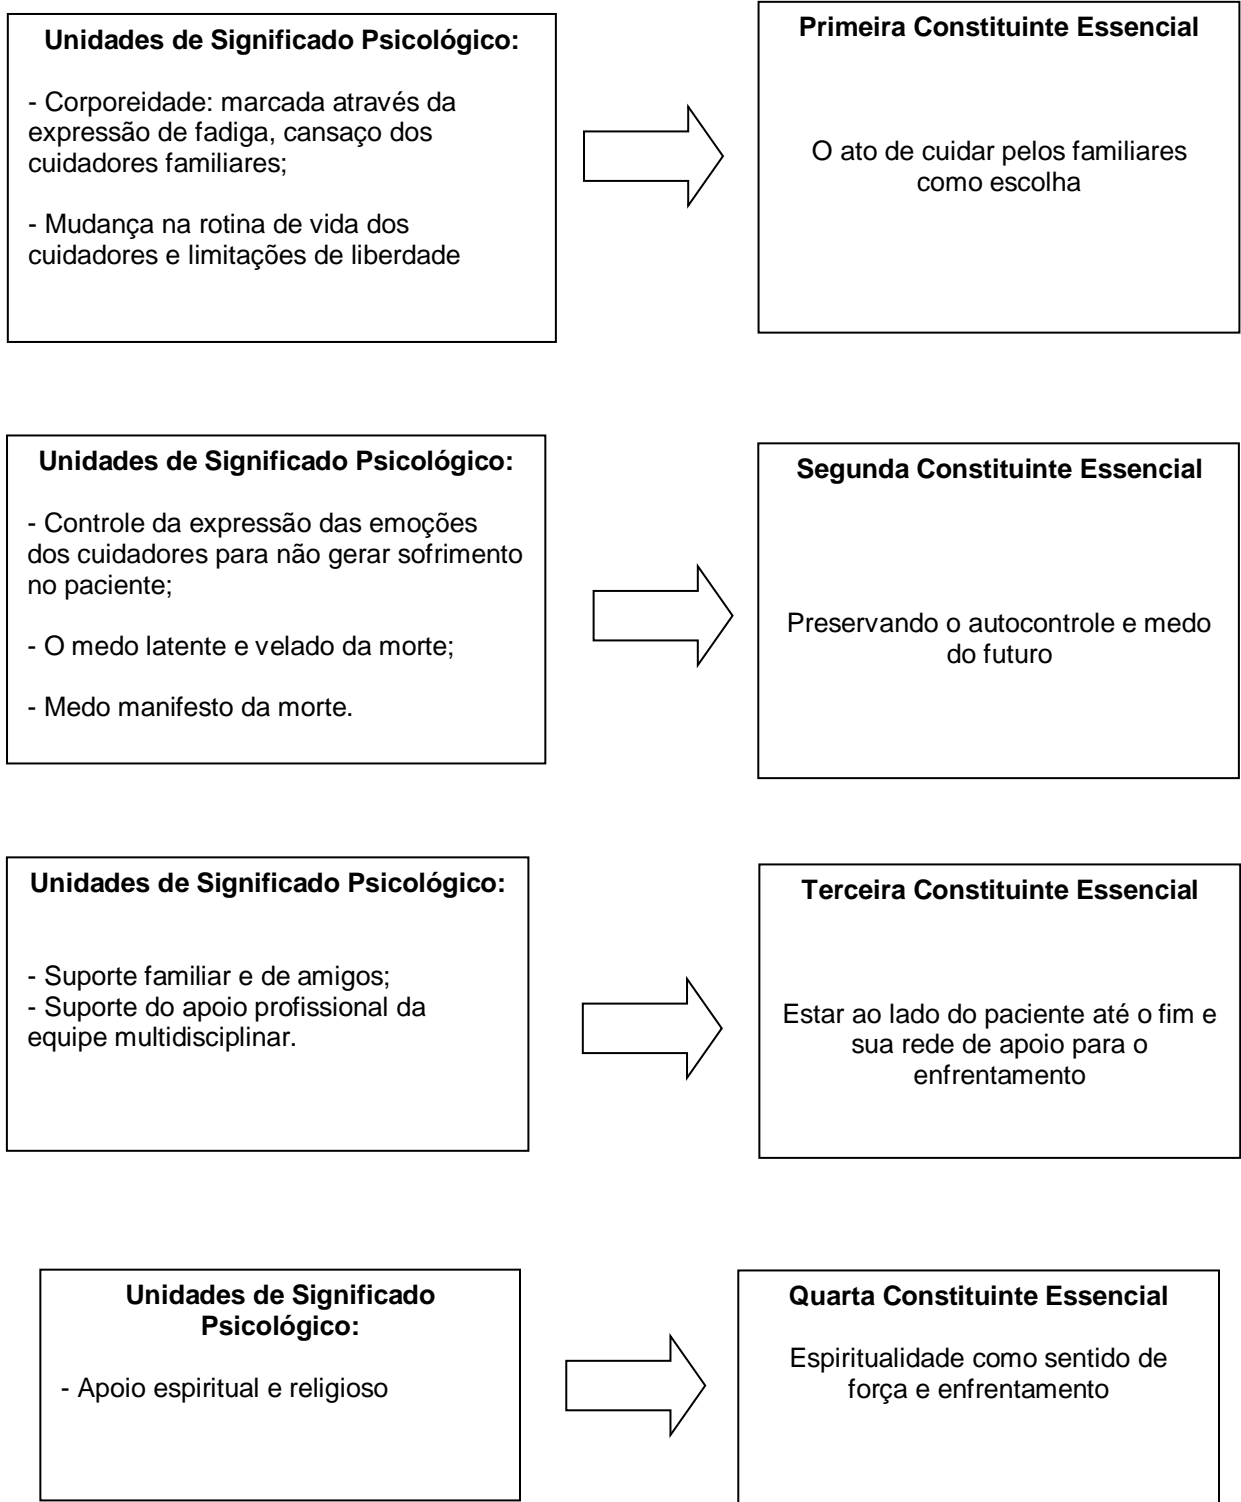 Unidades de Significado Psicológico:
- Corporeidade: marcada através da
expressão de fadiga, cansaço dos
cuidadores familiares;
- Mudança na rotina de vida dos
cuidadores e limitações de liberdade
Primeira Constituinte Essencial
O ato de cuidar pelos familiares
como escolha
Unidades de Significado Psicológico:
- Controle da expressão das emoções
dos cuidadores para não gerar sofrimento
no paciente;
- O medo latente e velado da morte;
- Medo manifesto da morte.
Segunda Constituinte Essencial
Preservando o autocontrole e medo
do futuro
Unidades de Significado Psicológico:
- Suporte familiar e de amigos;
- Suporte do apoio profissional da
equipe multidisciplinar.
Terceira Constituinte Essencial
Estar ao lado do paciente até o fim e
sua rede de apoio para o
enfrentamento
Unidades de Significado
Psicológico:
- Apoio espiritual e religioso
Quarta Constituinte Essencial
Espiritualidade como sentido de
força e enfrentamento